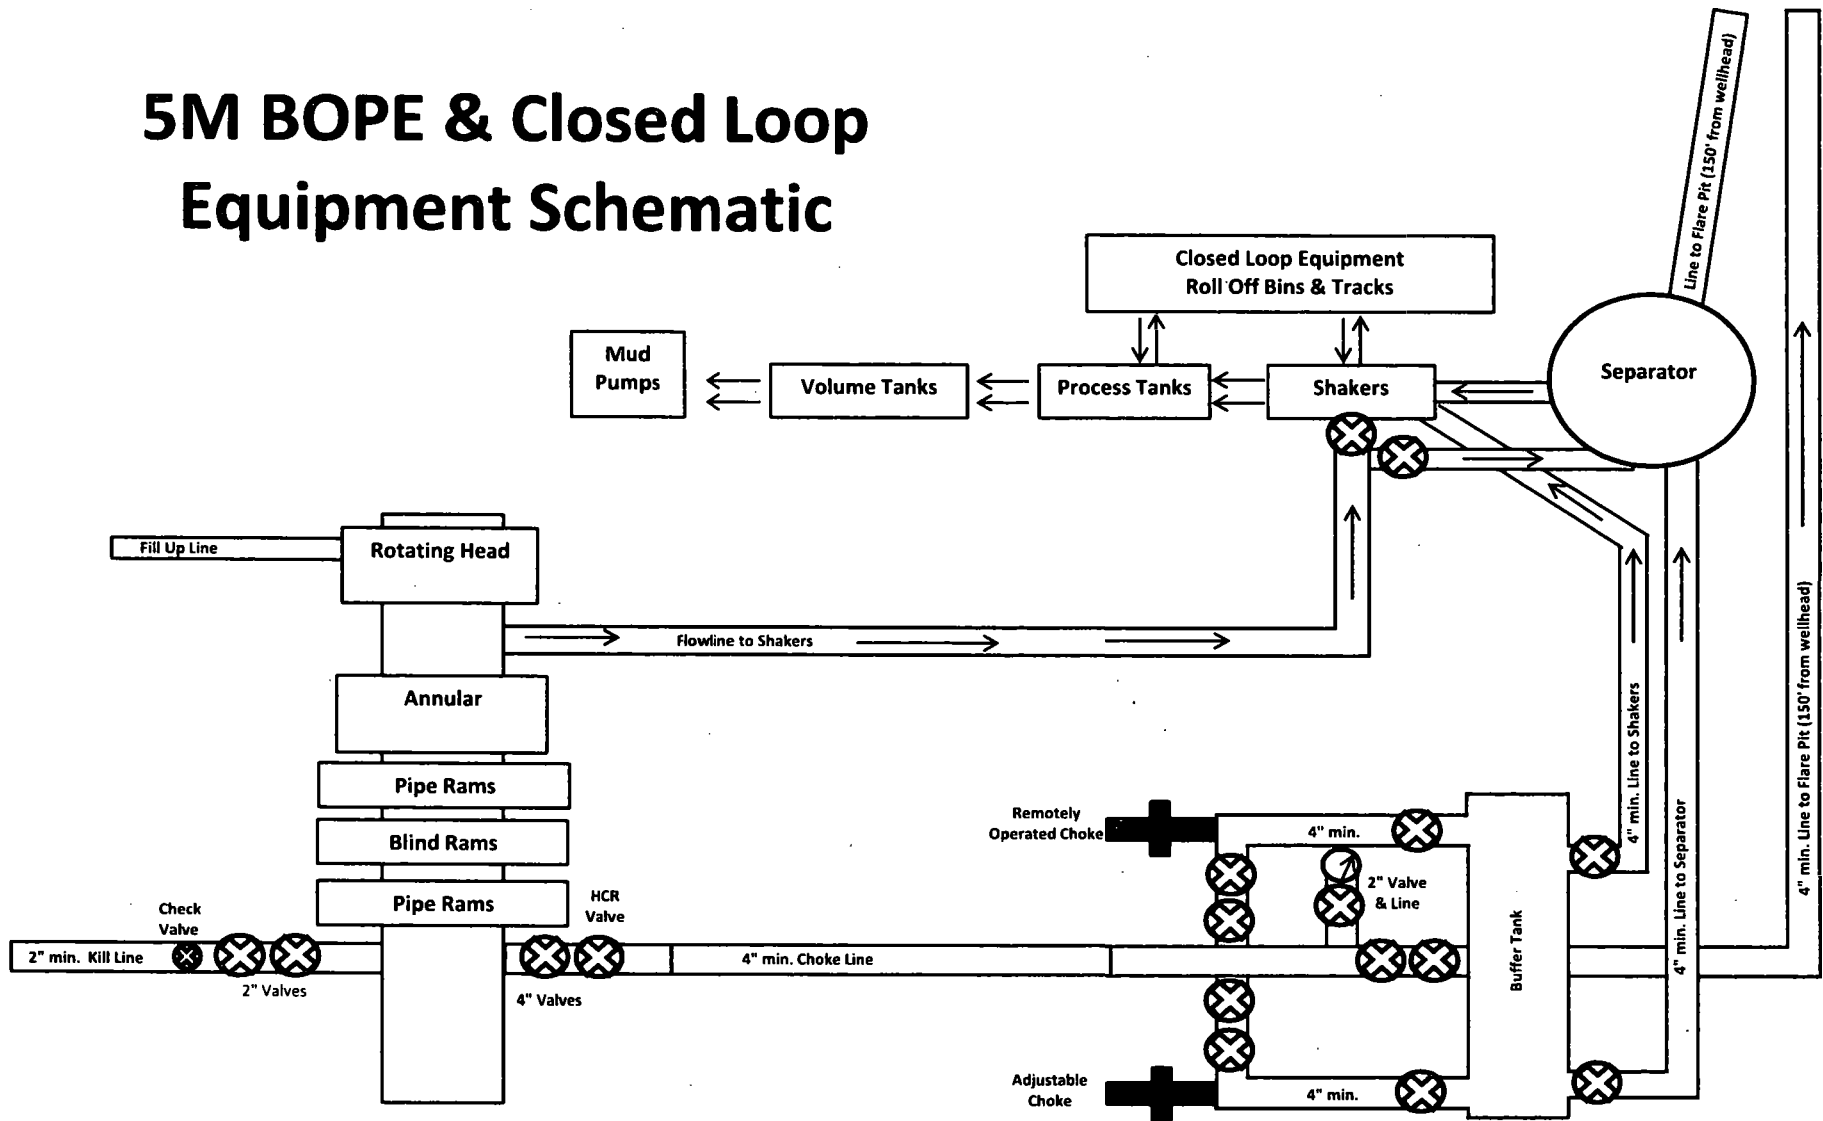 5M BOPE & Closed Loop
Equipment Schematic
Line to Flare Pit (150' from wellhead)
Closed Loop Equipment
Roll Off Bins & Tracks
Mud
Pumps
Volume Tanks
Process Tanks
Shakers
Separator
Fill Up Line
Rotating Head
Flowline to Shakers
Annular
Pipe Rams
Blind Rams
Pipe Rams
Check
Valve
HCR
Valve
2" min. Kill Line
2" Valves
4" Valves
4" min. Choke Line
Remotely
Operated Choke
4" min.
2" Valve
& Line
Adjustable
Choke
4" min.
Buffer Tank
4" min. Line to Shakers
4" min. Line to Separator
4" min. Line to Flare Pit (150' from wellhead)